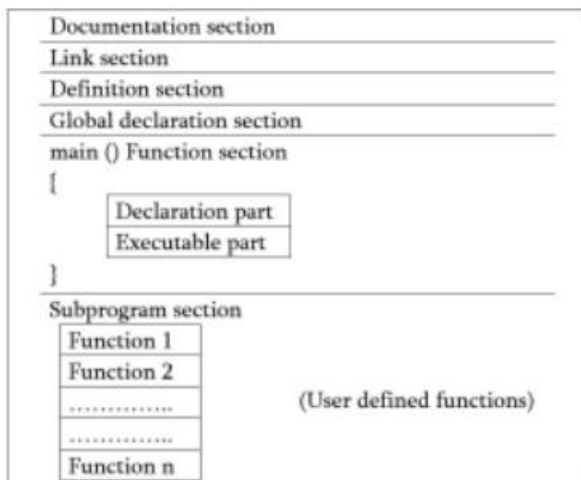 Documentation section
Link section
Definition section
Global declaration section
main () Function section
{
Declaration part
Executable part
}
Subprogram section
Function 1
Function 2
..............
(User defined functions)
..............
Function n